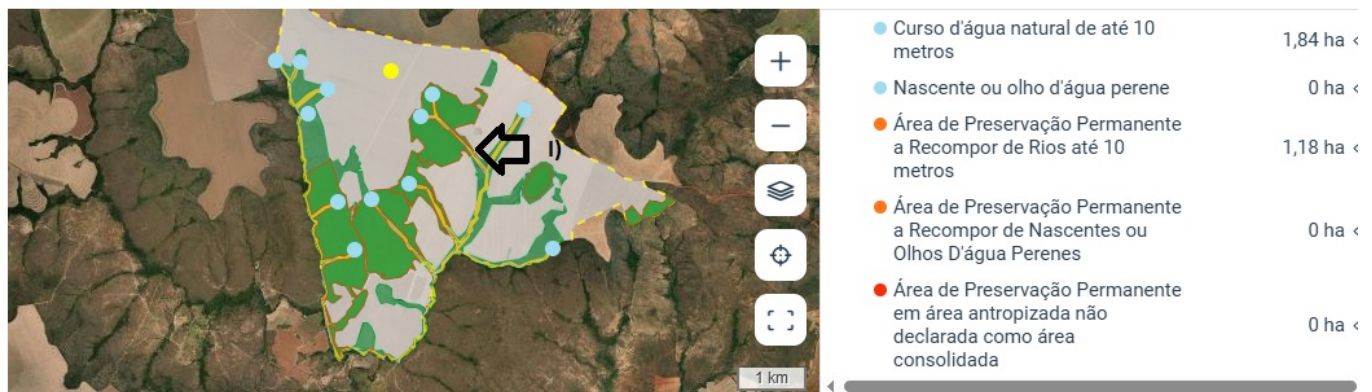 I)
1 km
Curso d'água natural de até 10
metros
1,84 ha
Nascente ou olho d'água perene
0 ha
Área de Preservação Permanente
a Recompor de Rios até 10
metros
1,18 ha
Área de Preservação Permanente
a Recompor de Nascentes ou
Olhos D'água Perenes
0 ha
Área de Preservação Permanente
em área antropizada não
declarada como área
consolidada
0 ha